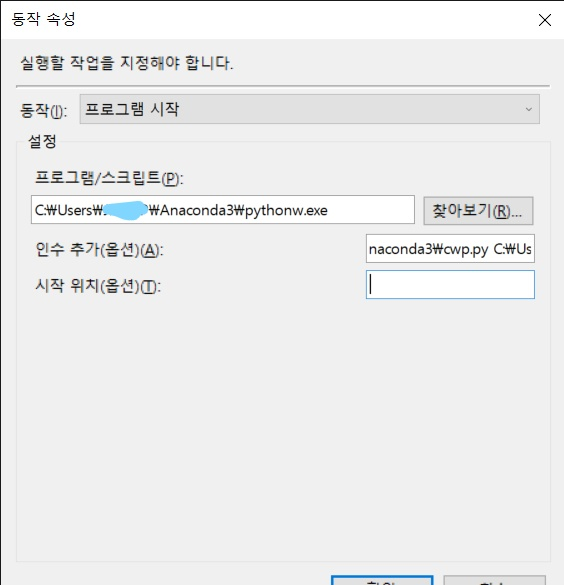 동작 속성
실행할 작업을 지정해야 합니다.
동작(I): 프로그램 시작
설정
프로그램/스크립트(P):
C:₩Users₩ ₩Anaconda3₩pythonw.exe 찾아보기(R)...
인수 추가(옵션)(A): naconda3₩cwp.py C:₩Us
시작 위치(옵션)(T):